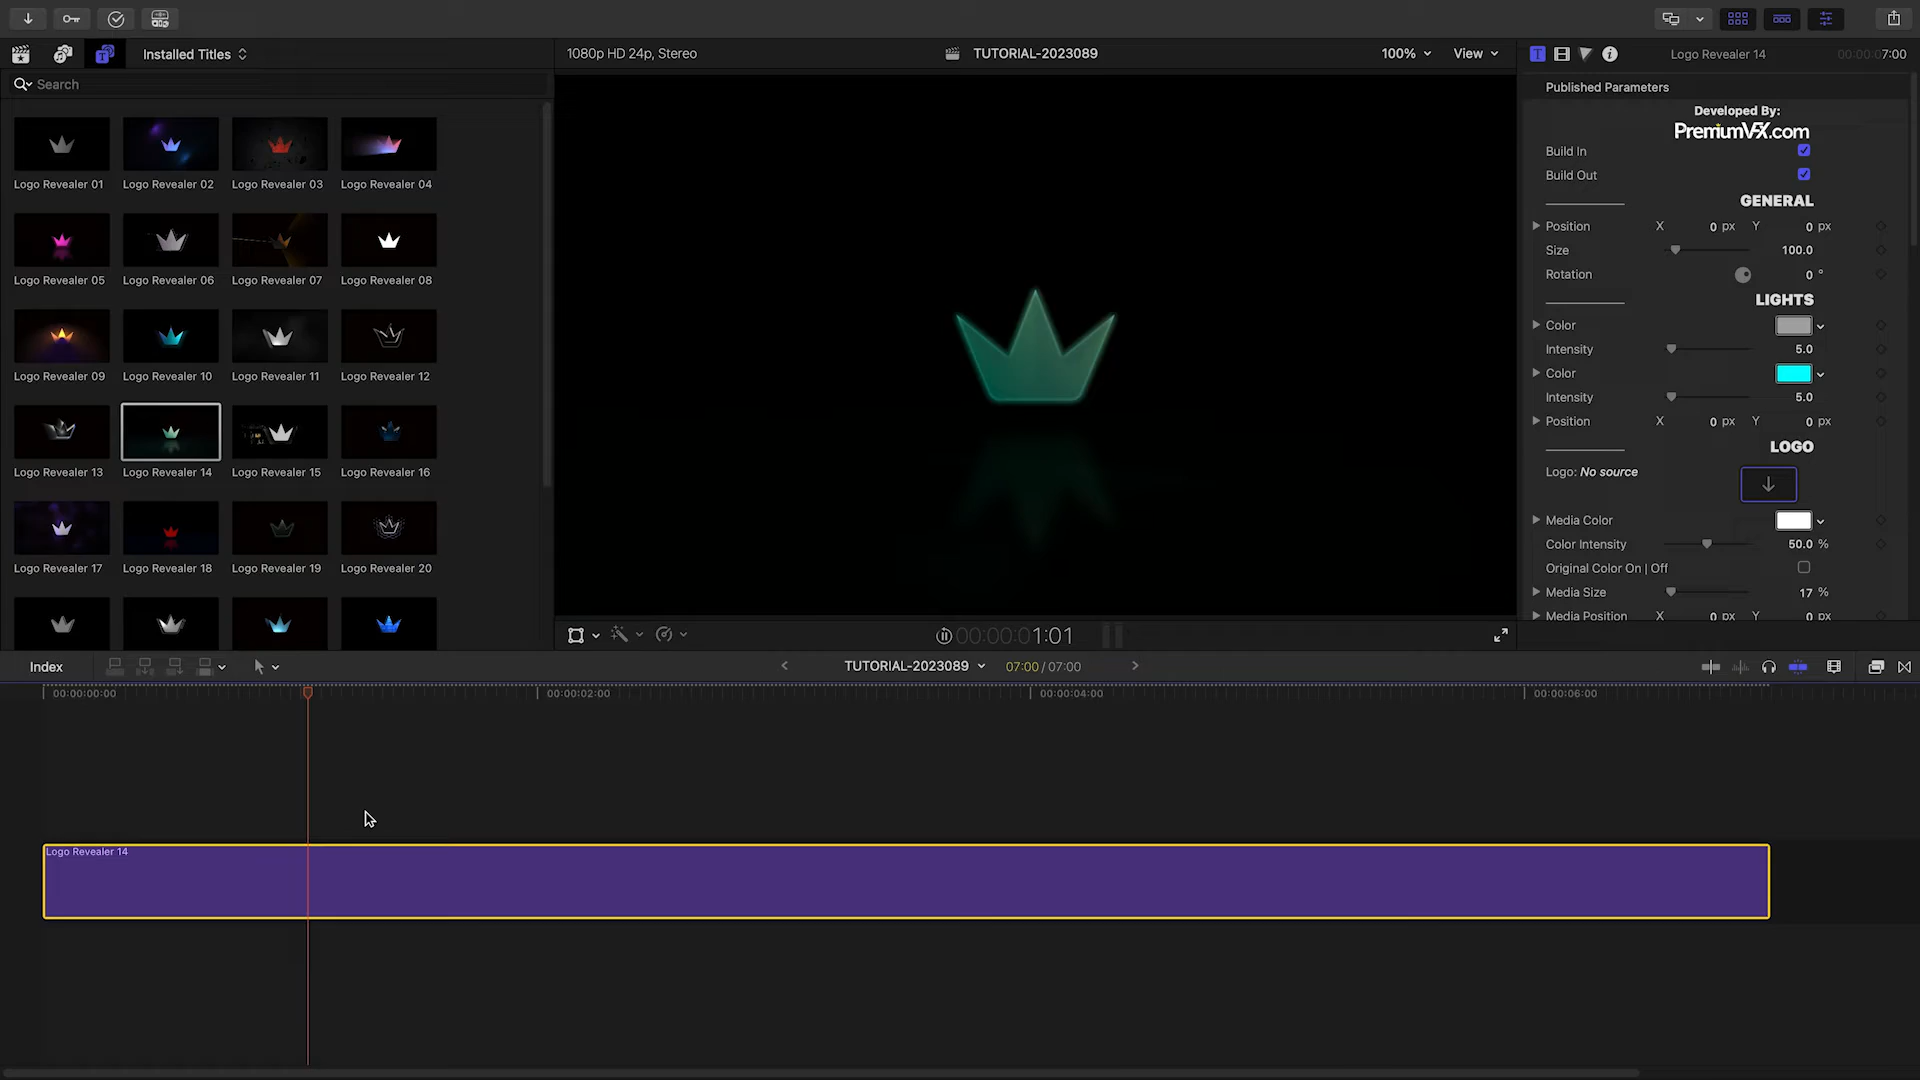 Installed Titles
1080p HD 24p, Stereo
TUTORIAL-2023089
100%
View
Logo Revealer 14
00:00:07:00
Search
Published Parameters
Developed By:
PremiumVFX.com
Build In
Build Out
GENERAL
Position X 0 px Y 0 px
Size 100.0
Rotation 0 °
LIGHTS
Color
Intensity 5.0
Color
Intensity 5.0
Position X 0 px Y 0 px
LOGO
Logo: No source
Media Color
Color Intensity 50.0 %
Original Color On | Off
Media Size 17 %
Media Position X 0 px Y 0 px
Logo Revealer 01 Logo Revealer 02 Logo Revealer 03 Logo Revealer 04
Logo Revealer 05 Logo Revealer 06 Logo Revealer 07 Logo Revealer 08
Logo Revealer 09 Logo Revealer 10 Logo Revealer 11 Logo Revealer 12
Logo Revealer 13 Logo Revealer 14 Logo Revealer 15 Logo Revealer 16
Logo Revealer 17 Logo Revealer 18 Logo Revealer 19 Logo Revealer 20
00:00:01:01
Index
TUTORIAL-2023089
07:00 / 07:00
00:00:00:00 00:00:02:00 00:00:04:00 00:00:06:00
Logo Revealer 14